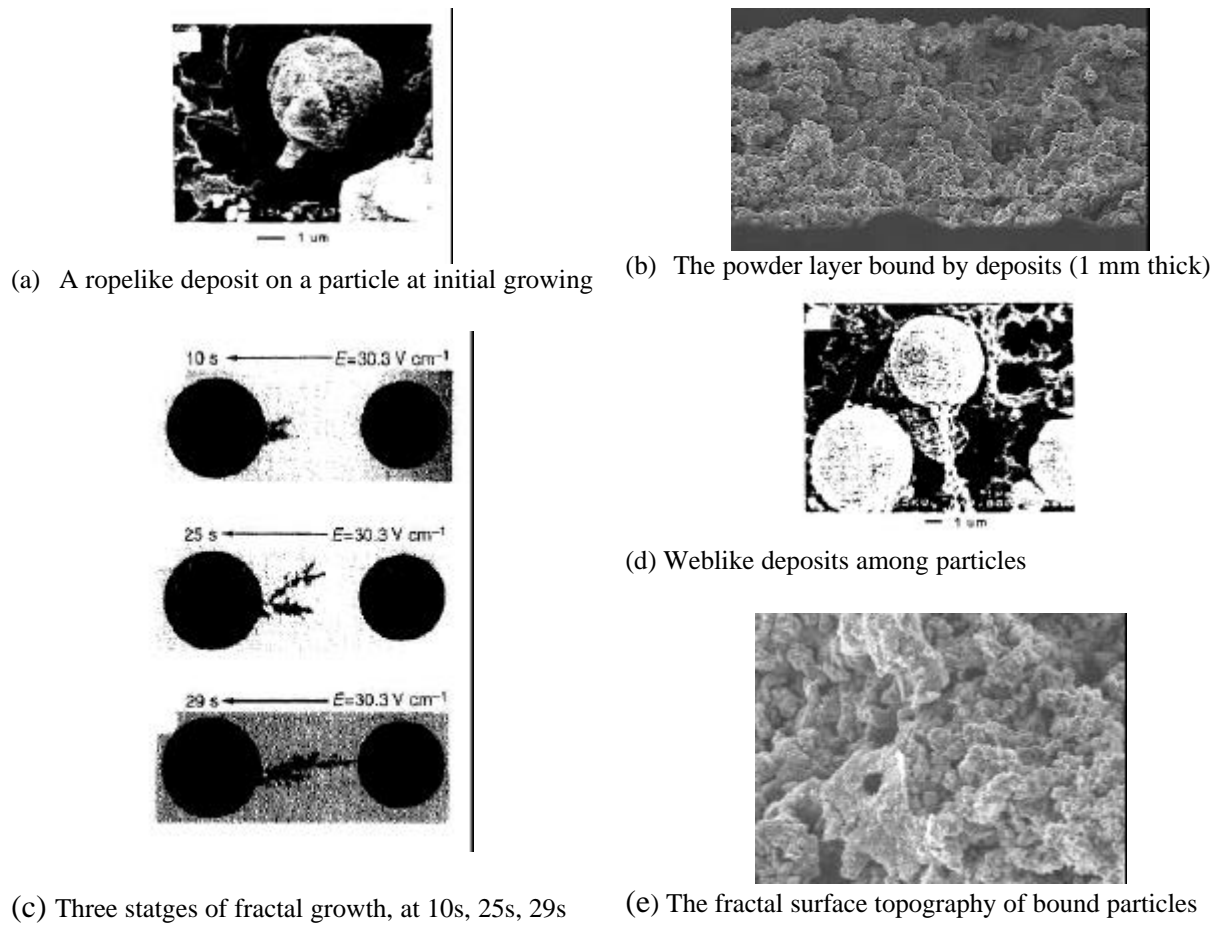 1 um
(a) A ropelike deposit on a particle at initial growing
(b) The powder layer bound by deposits (1 mm thick)
10 s E=30.3 V cm⁻¹
25 s E=30.3 V cm⁻¹
29 s E=30.3 V cm⁻¹
(c) Three statges of fractal growth, at 10s, 25s, 29s
1 um
(d) Weblike deposits among particles
(e) The fractal surface topography of bound particles